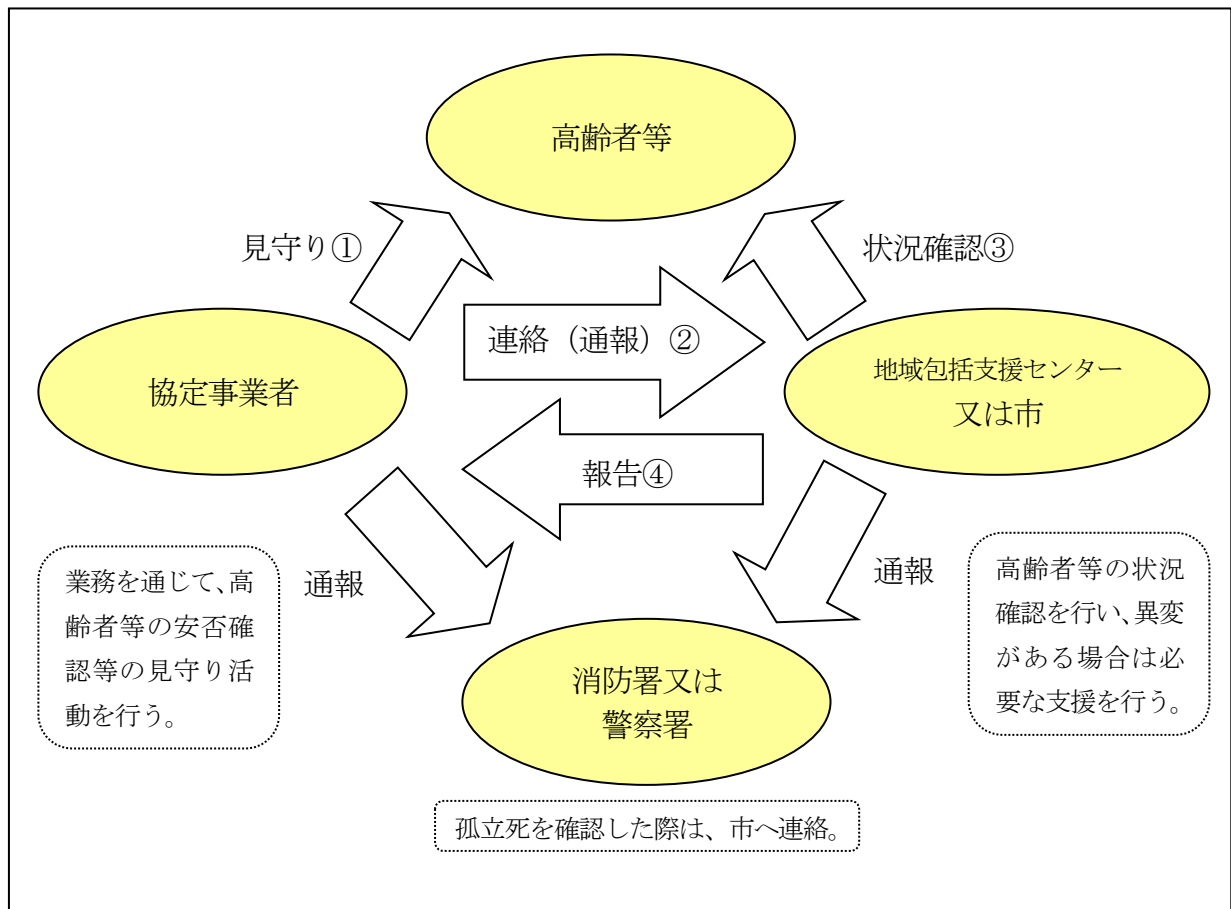 高齢者等
見守り①
状況確認③
連絡（通報）②
協定事業者
地域包括支援センター
又は市
報告④
業務を通じて、高
齢者等の安否確
認等の見守り活
動を行う。
通報
通報
高齢者等の状況
確認を行い、異変
がある場合は必
要な支援を行う。
消防署又は
警察署
孤立死を確認した際は、市へ連絡。